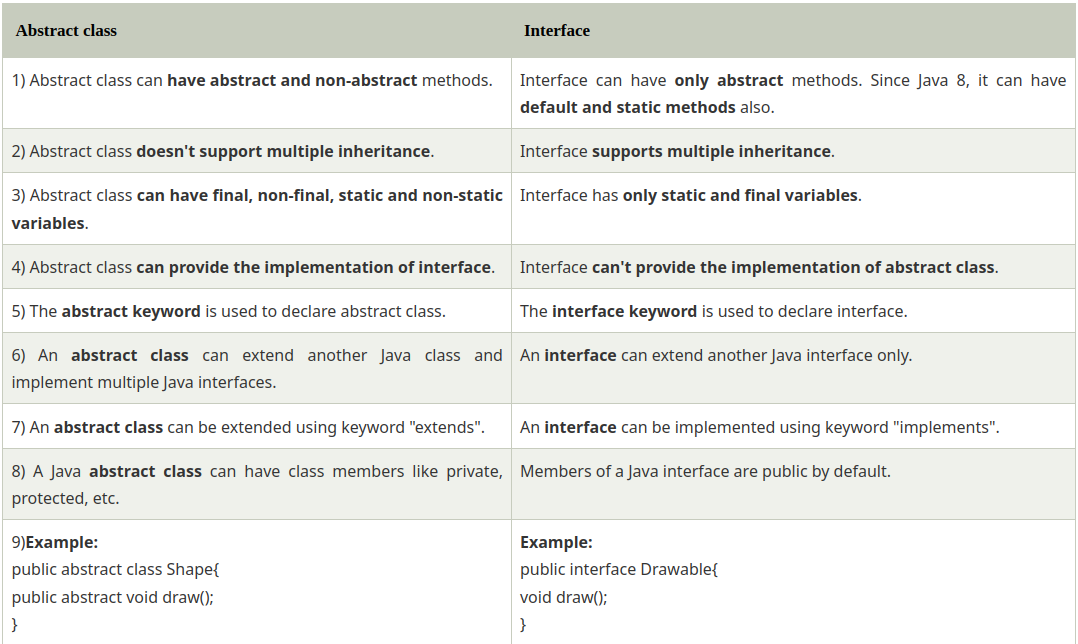 Abstract class
Interface
1) Abstract class can have abstract and non-abstract methods.
Interface can have only abstract methods. Since Java 8, it can have
default and static methods also.
2) Abstract class doesn't support multiple inheritance.
Interface supports multiple inheritance.
3) Abstract class can have final, non-final, static and non-static
variables.
Interface has only static and final variables.
4) Abstract class can provide the implementation of interface.
Interface can't provide the implementation of abstract class.
5) The abstract keyword is used to declare abstract class.
The interface keyword is used to declare interface.
6) An abstract class can extend another Java class and
implement multiple Java interfaces.
An interface can extend another Java interface only.
7) An abstract class can be extended using keyword "extends".
An interface can be implemented using keyword "implements".
8) A Java abstract class can have class members like private,
protected, etc.
Members of a Java interface are public by default.
9)Example:
public abstract class Shape{
public abstract void draw();
}
Example:
public interface Drawable{
void draw();
}